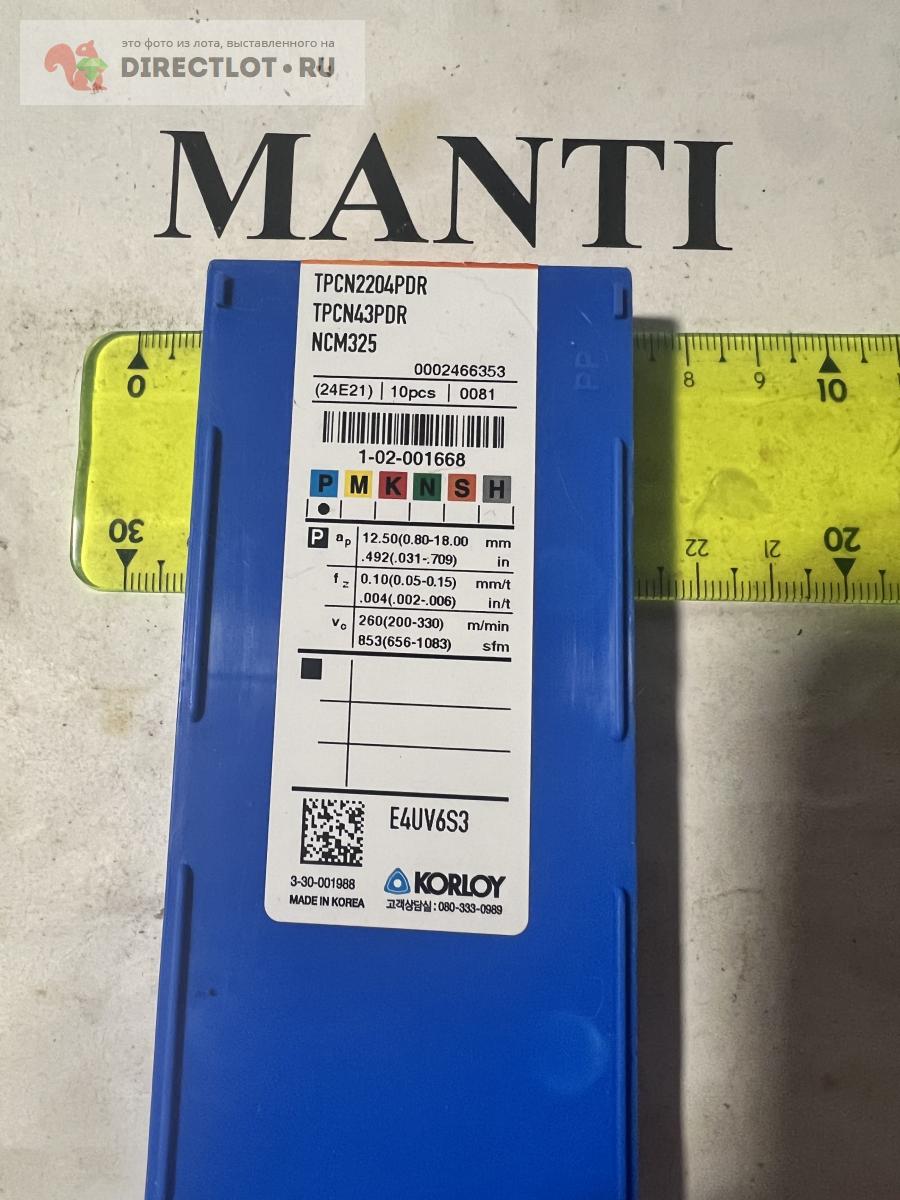 это фото из лота, выставленного на
DIRECTLOT.RU
MANTI
TPCN2204PDR
TPCN43PDR
NCM325
0002466353
(24E21) | 10pcs | 0081
1-02-001668
P M K N S H
P ap 12.50(0.80-18.00 mm
.492(.031-.709) in
fz 0.10(0.05-0.15) mm/t
.004(.002-.006) in/t
vc 260(200-330) m/min
853(656-1083) sfm
E4UV6S3
3-30-001988
MADE IN KOREA
KORLOY
고객상담실 : 080-333-0989
PP
0 8 9 10
30 22 21 20